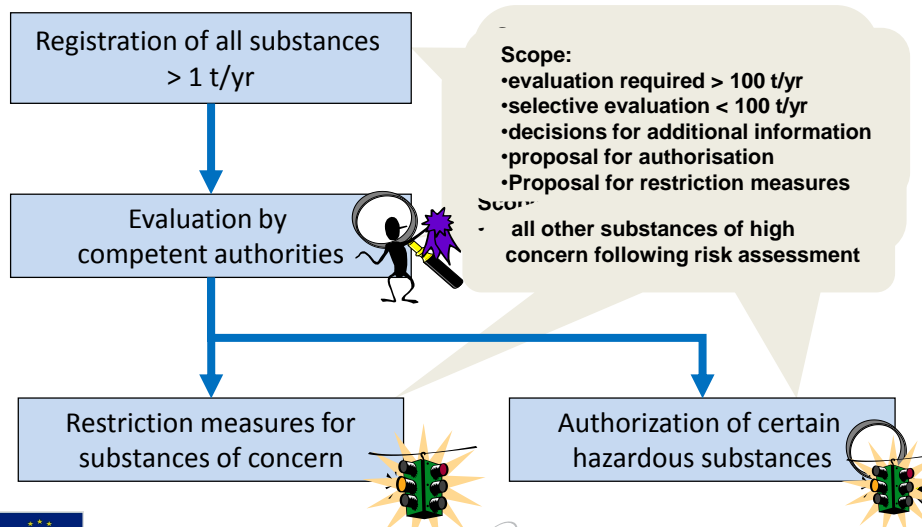 Registration of all substances
> 1 t/yr
Scope:
•evaluation required > 100 t/yr
•selective evaluation < 100 t/yr
•decisions for additional information
•proposal for authorisation
•Proposal for restriction measures
all other substances of high
concern following risk assessment
Evaluation by
competent authorities
Restriction measures for
substances of concern
Authorization of certain
hazardous substances